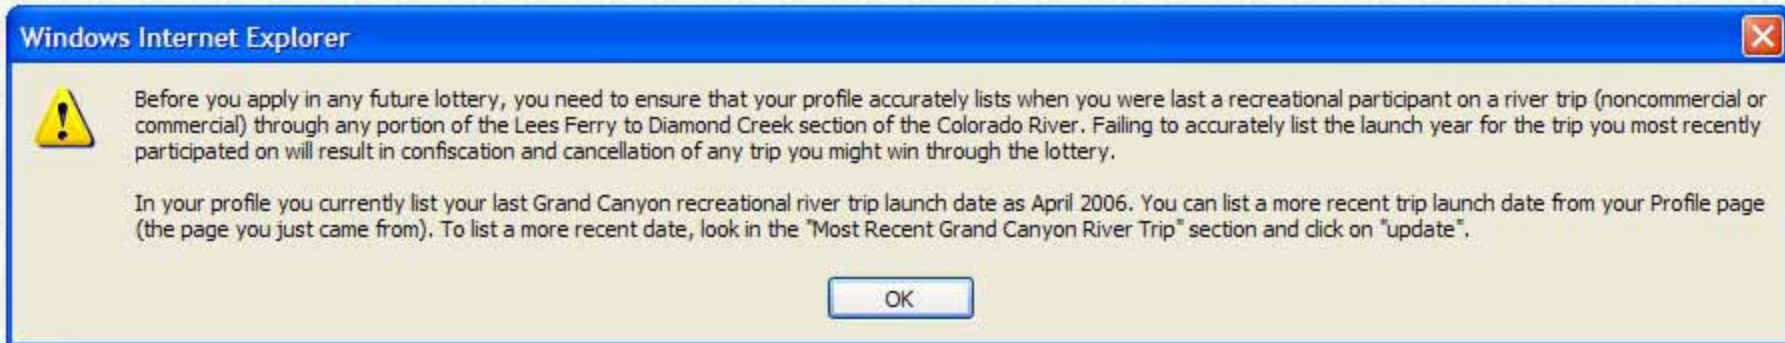 Windows Internet Explorer
Before you apply in any future lottery, you need to ensure that your profile accurately lists when you were last a recreational participant on a river trip (noncommercial or
commercial) through any portion of the Lees Ferry to Diamond Creek section of the Colorado River. Failing to accurately list the launch year for the trip you most recently
participated on will result in confiscation and cancellation of any trip you might win through the lottery.
In your profile you currently list your last Grand Canyon recreational river trip launch date as April 2006. You can list a more recent trip launch date from your Profile page
(the page you just came from). To list a more recent date, look in the "Most Recent Grand Canyon River Trip" section and click on "update".
OK